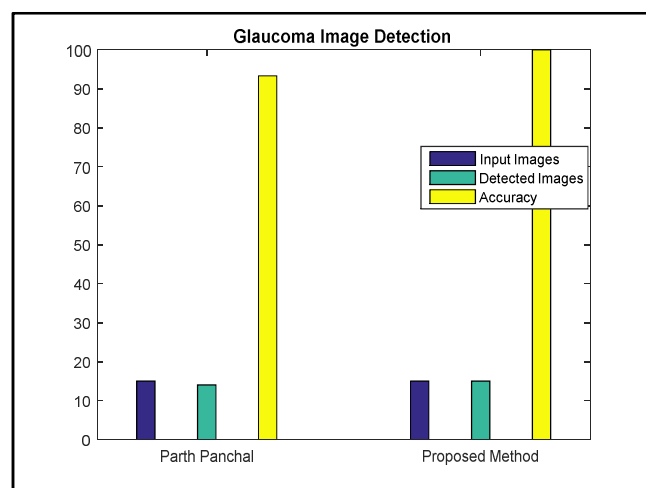 Glaucoma Image Detection
100
90
80
70
60
50
40
30
20
10
0
Input Images
Detected Images
Accuracy
Parth Panchal
Proposed Method